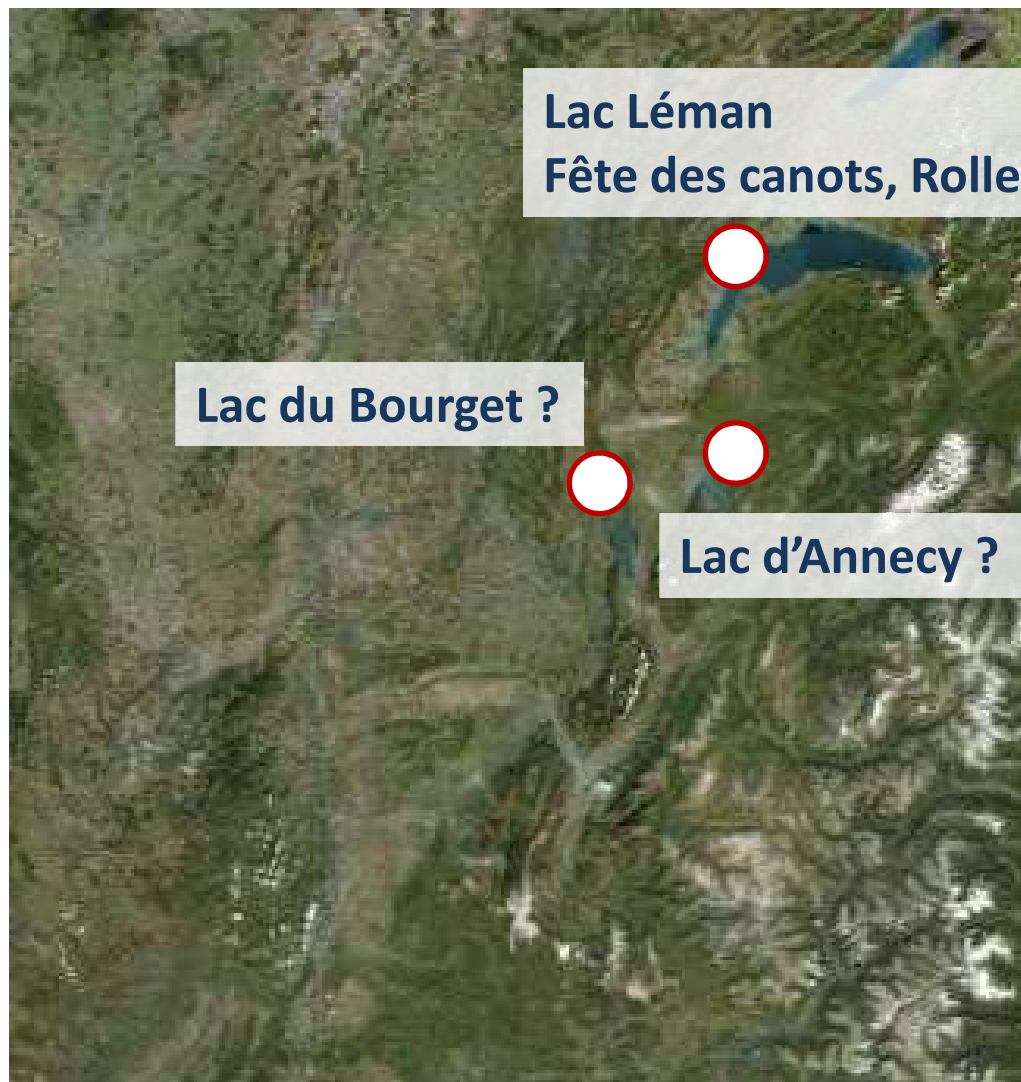 Lac Léman
Fête des canots, Rolle
Lac du Bourget ?
Lac d’Annecy ?